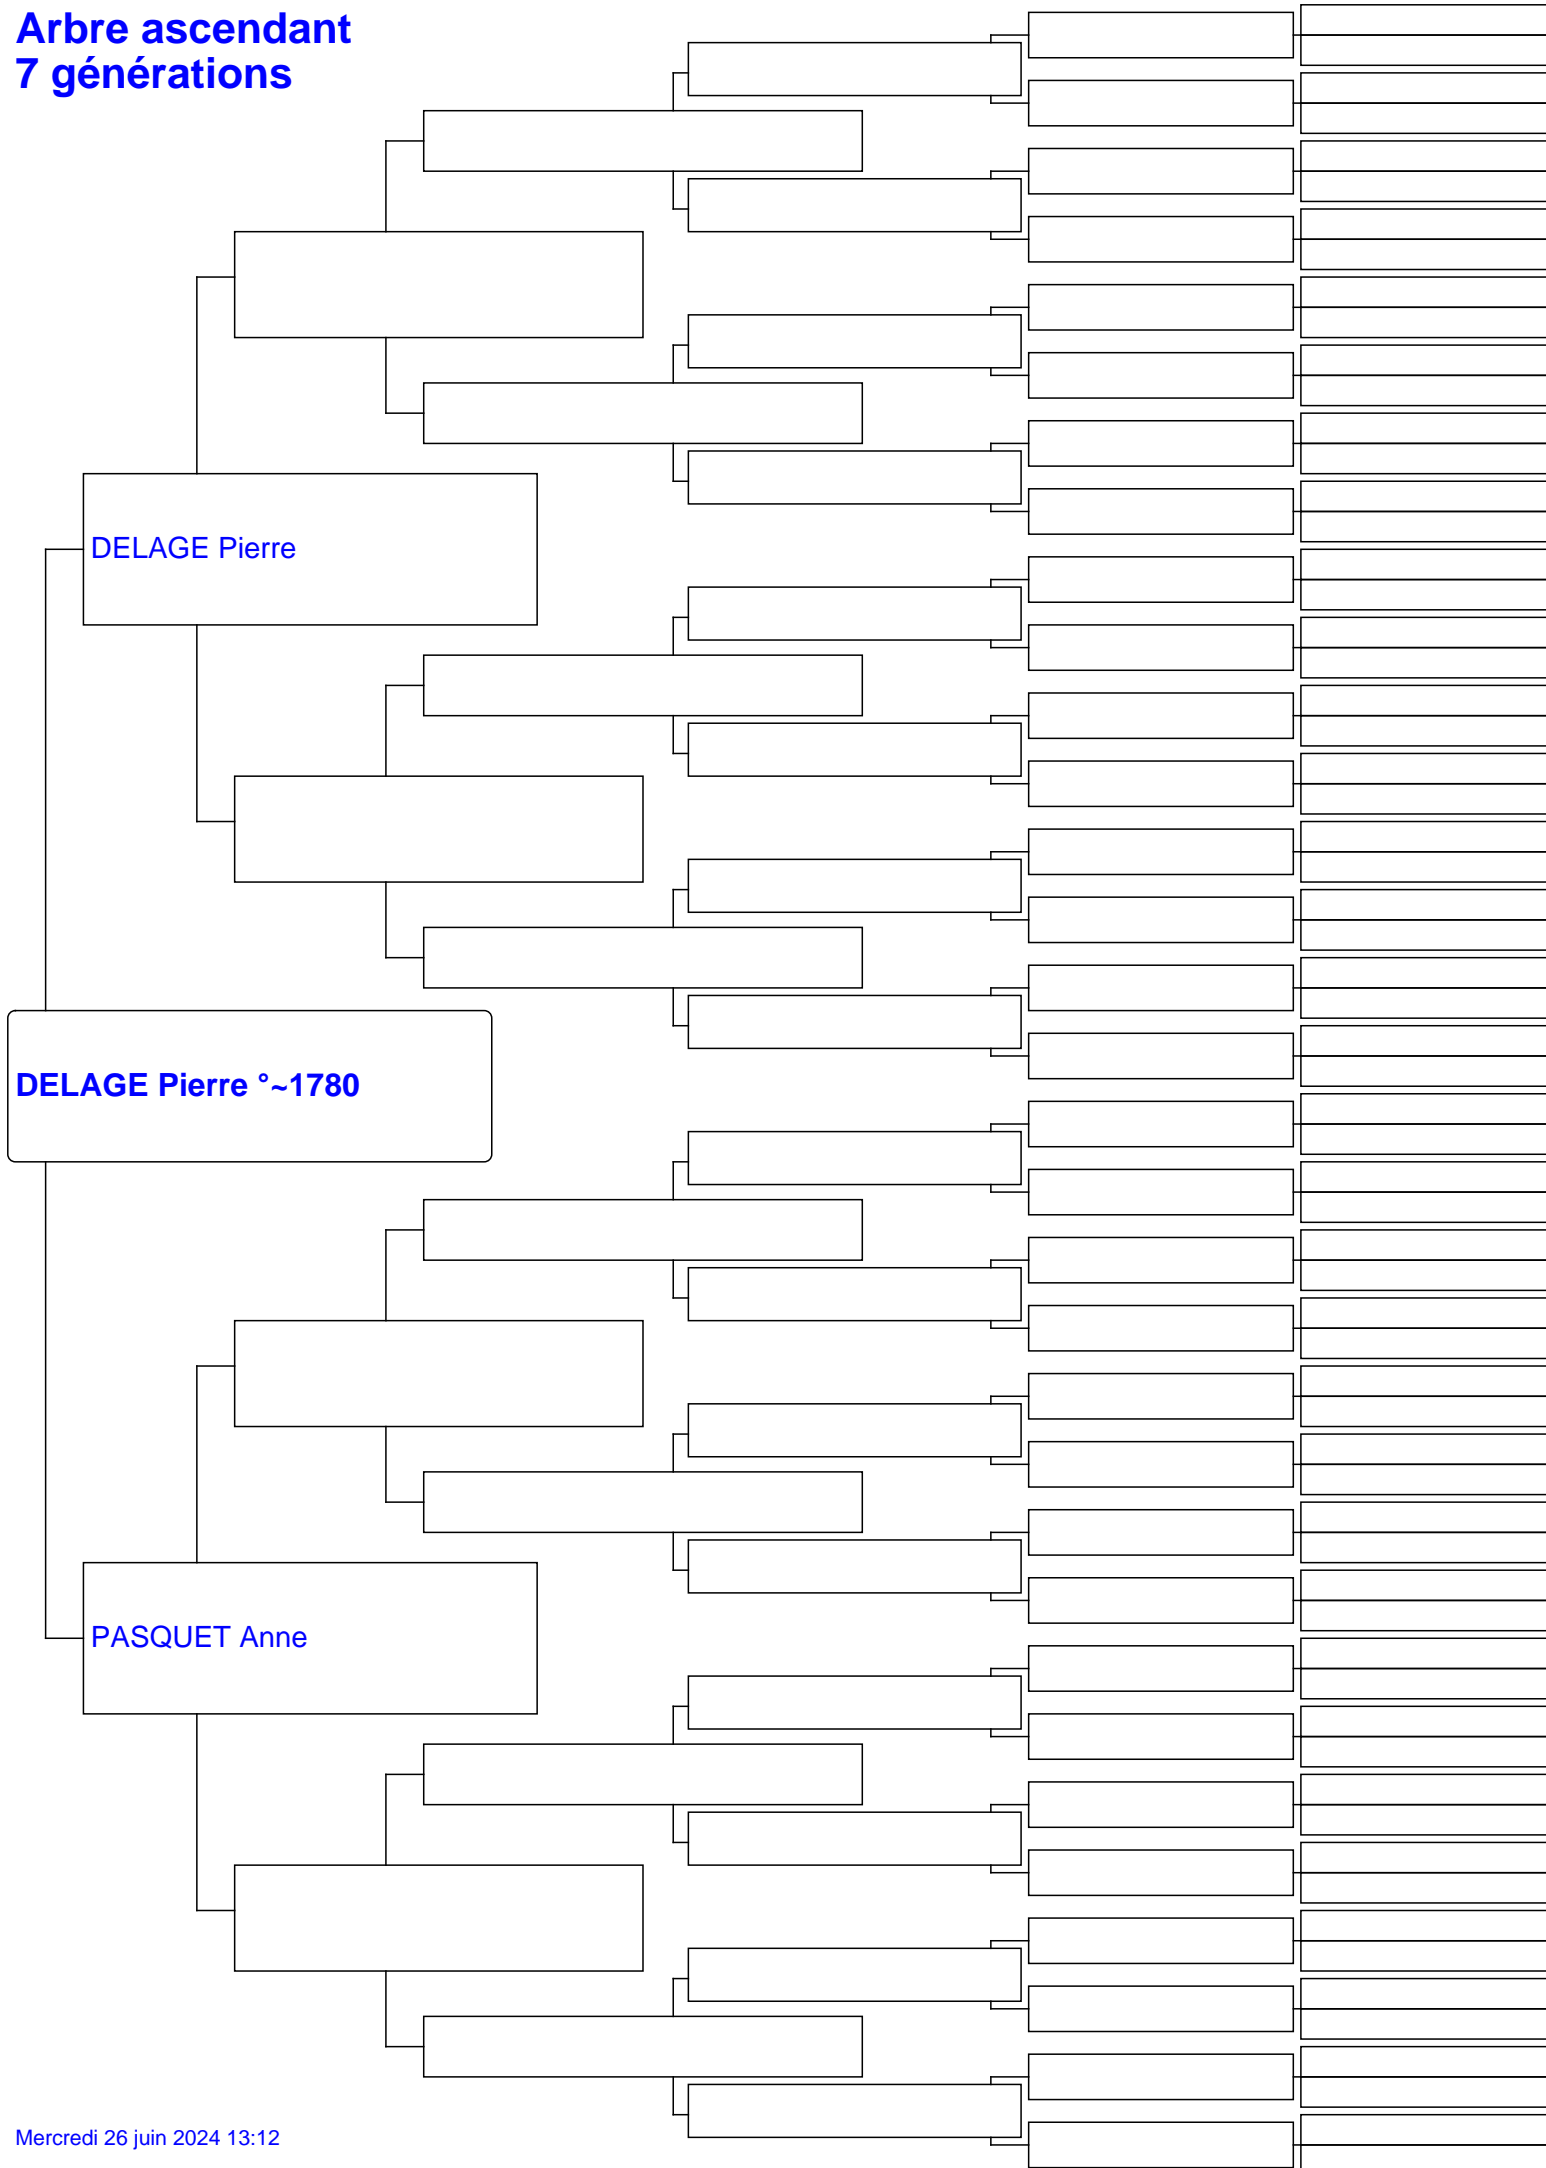 Arbre ascendant
7 générations
DELAGE Pierre
DELAGE Pierre °~1780
PASQUET Anne
Mercredi 26 juin 2024 13:12